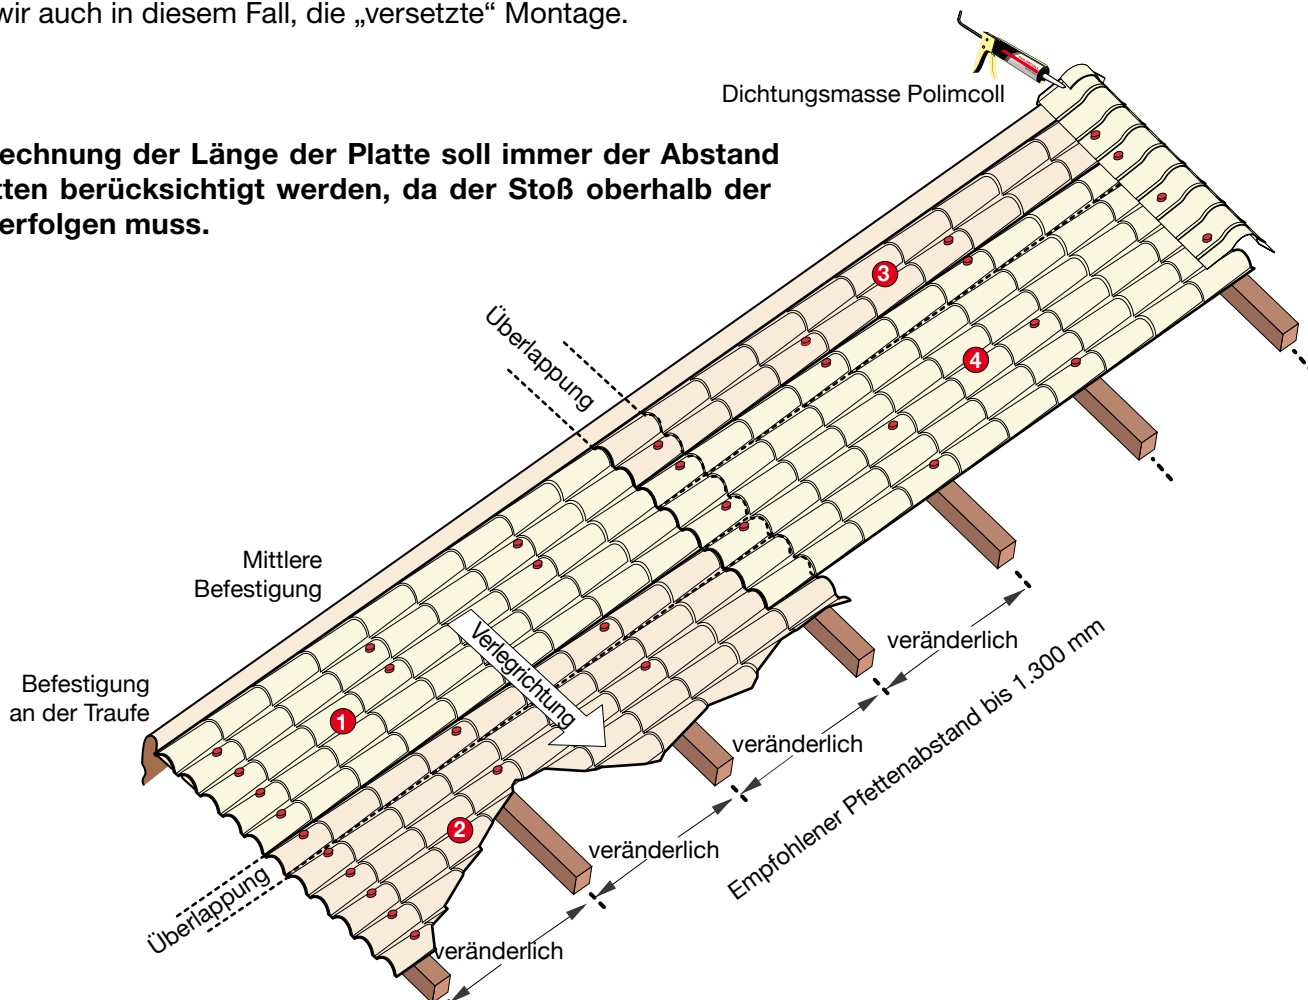 wir auch in diesem Fall, die „versetzte“ Montage.
Dichtungsmasse Polimcoll
echnung der Länge der Platte soll immer der Abstand
tten berücksichtigt werden, da der Stoß oberhalb der
erfolgen muss.
3
Überlappung
4
Mittlere
Befestigung
Verlegrichtung
veränderlich
Befestigung
an der Traufe
1
veränderlich
Empfohlener Pfettenabstand bis 1.300 mm
2
veränderlich
Überlappung
veränderlich